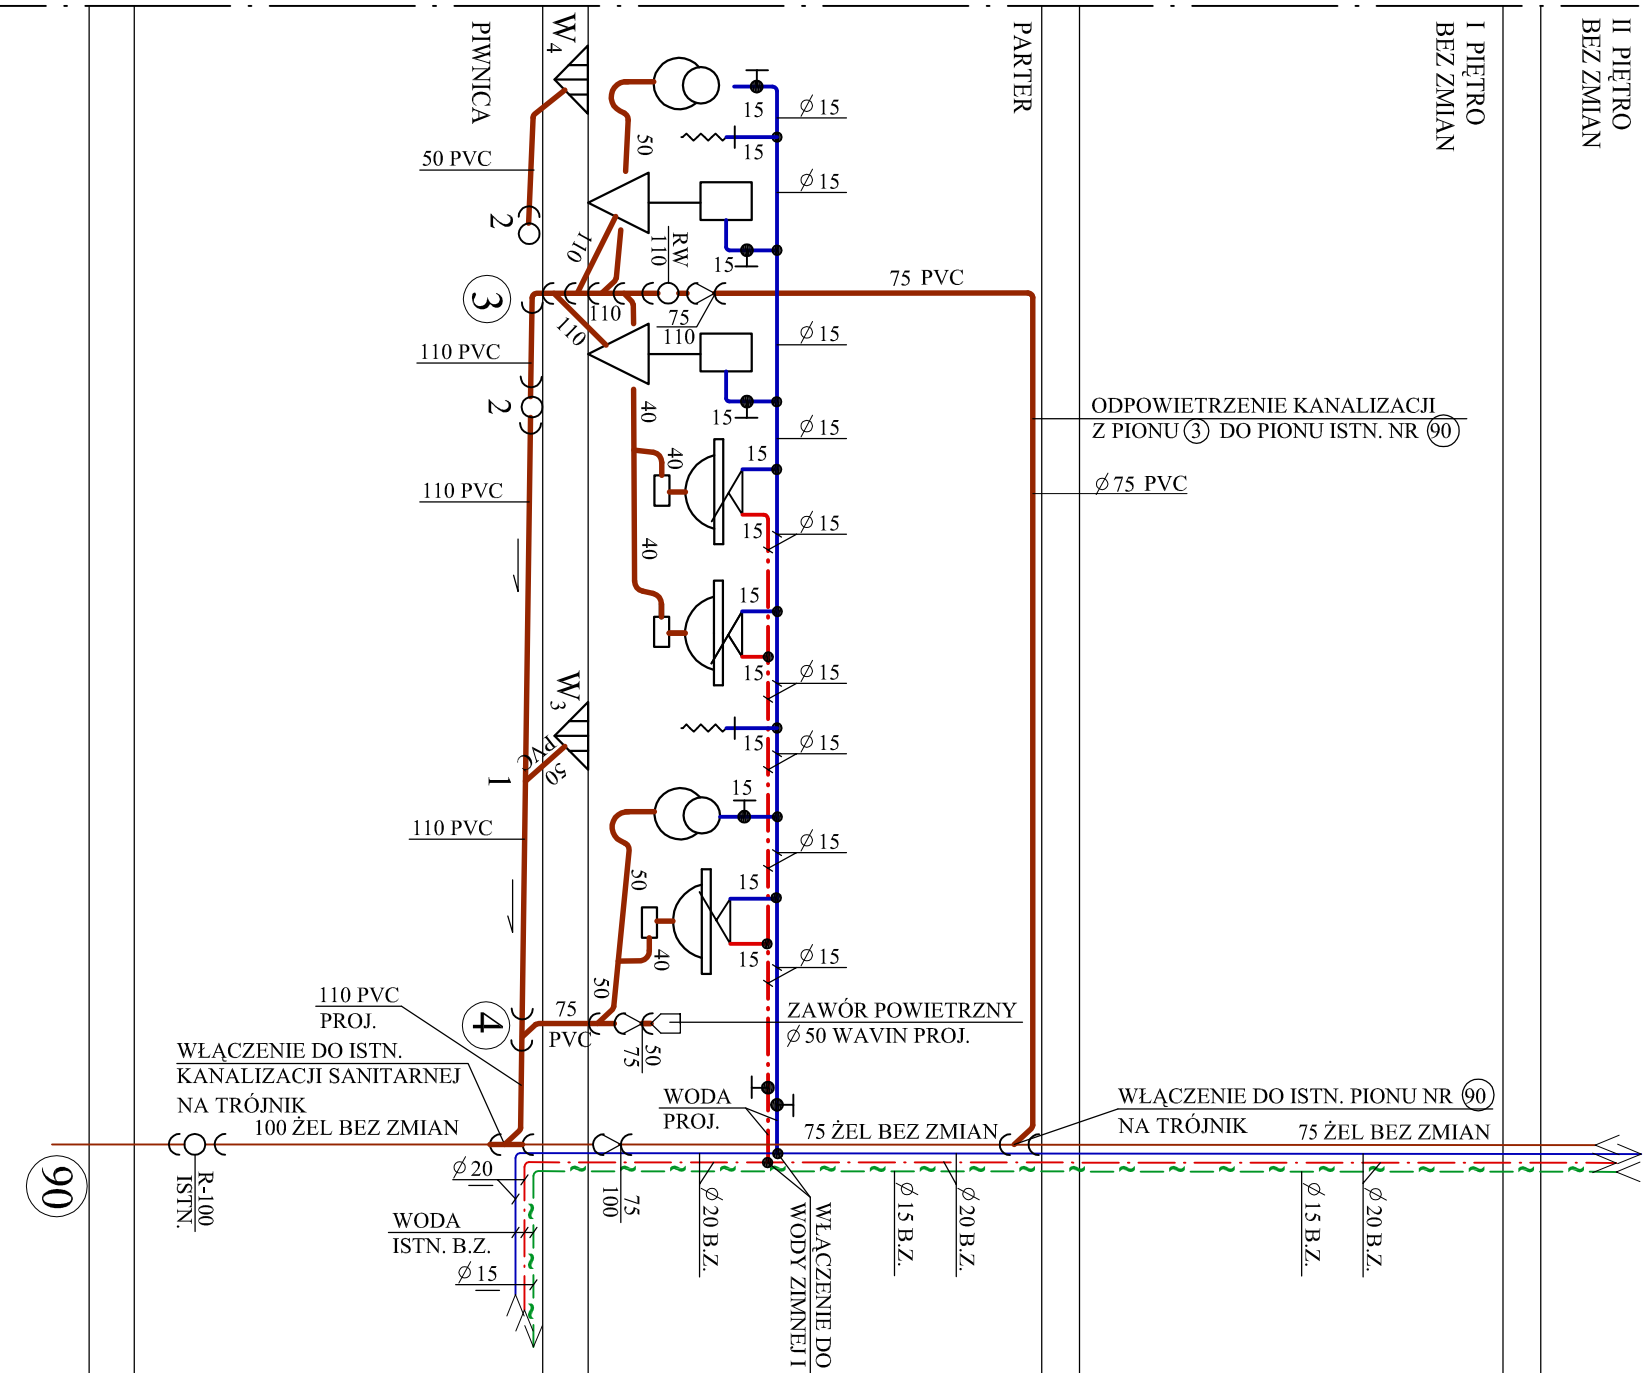 II PIĘTRO
BEZ ZMIAN
I PIĘTRO
BEZ ZMIAN
PARTER
PIWNICA
W4
50 PVC
2
50
15
15
Ø 15
Ø 15
110
RW
110
15
75 PVC
3
110
110
75
110
Ø 15
110 PVC
2
15
40
Ø 15
ODPOWIETRZENIE KANALIZACJI
Z PIONU 3 DO PIONU ISTN. NR 90
40
15
110 PVC
Ø 75 PVC
15
Ø 15
40
15
15
Ø 15
W3
PVC
50
1
15
Ø 15
15
110 PVC
Ø 15
50
15
40
15
Ø 15
50
110 PVC
PROJ.
4
75
PVC
50
75
ZAWÓR POWIETRZNY
Ø 50 WAVIN PROJ.
WŁĄCZENIE DO ISTN.
KANALIZACJI SANITARNEJ
NA TRÓJNIK
WODA
PROJ.
WŁĄCZENIE DO ISTN. PIONU NR 90
NA TRÓJNIK
100 ŻEL BEZ ZMIAN
75 ŻEL BEZ ZMIAN
75 ŻEL BEZ ZMIAN
90
R-100
ISTN.
Ø 20
WODA
ISTN. B.Z.
Ø 15
75
100
Ø 20 B.Z.
WŁĄCZENIE DO
WODY ZIMNEJ I
Ø 15 B.Z.
Ø 20 B.Z.
Ø 15 B.Z.
Ø 20 B.Z.